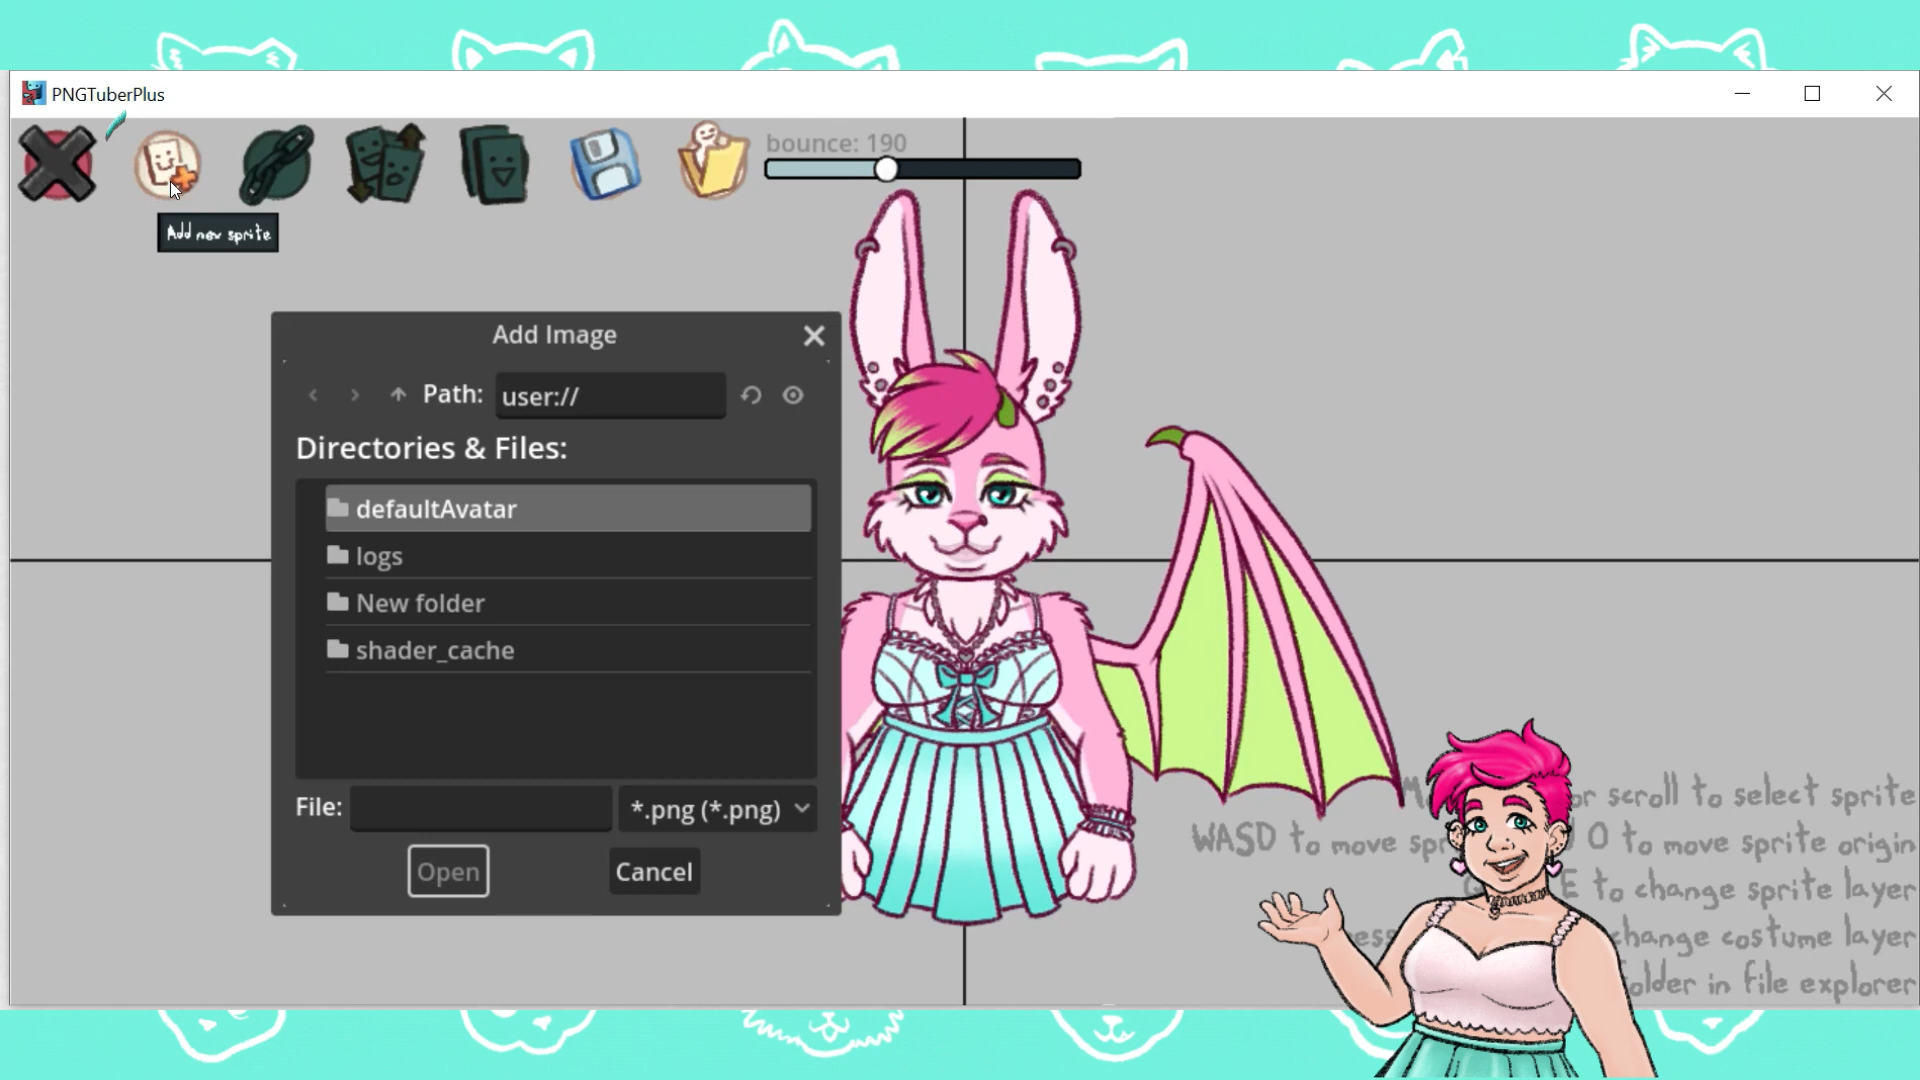 PNGTuberPlus
bounce: 190
Add new sprite
Add Image
Path: user://
Directories & Files:
defaultAvatar
logs
New folder
shader_cache
File: *.png (*.png)
Open Cancel
or scroll to select sprite
WASD to move O to move sprite origin
E to change sprite layer
change costume layer
in file explorer